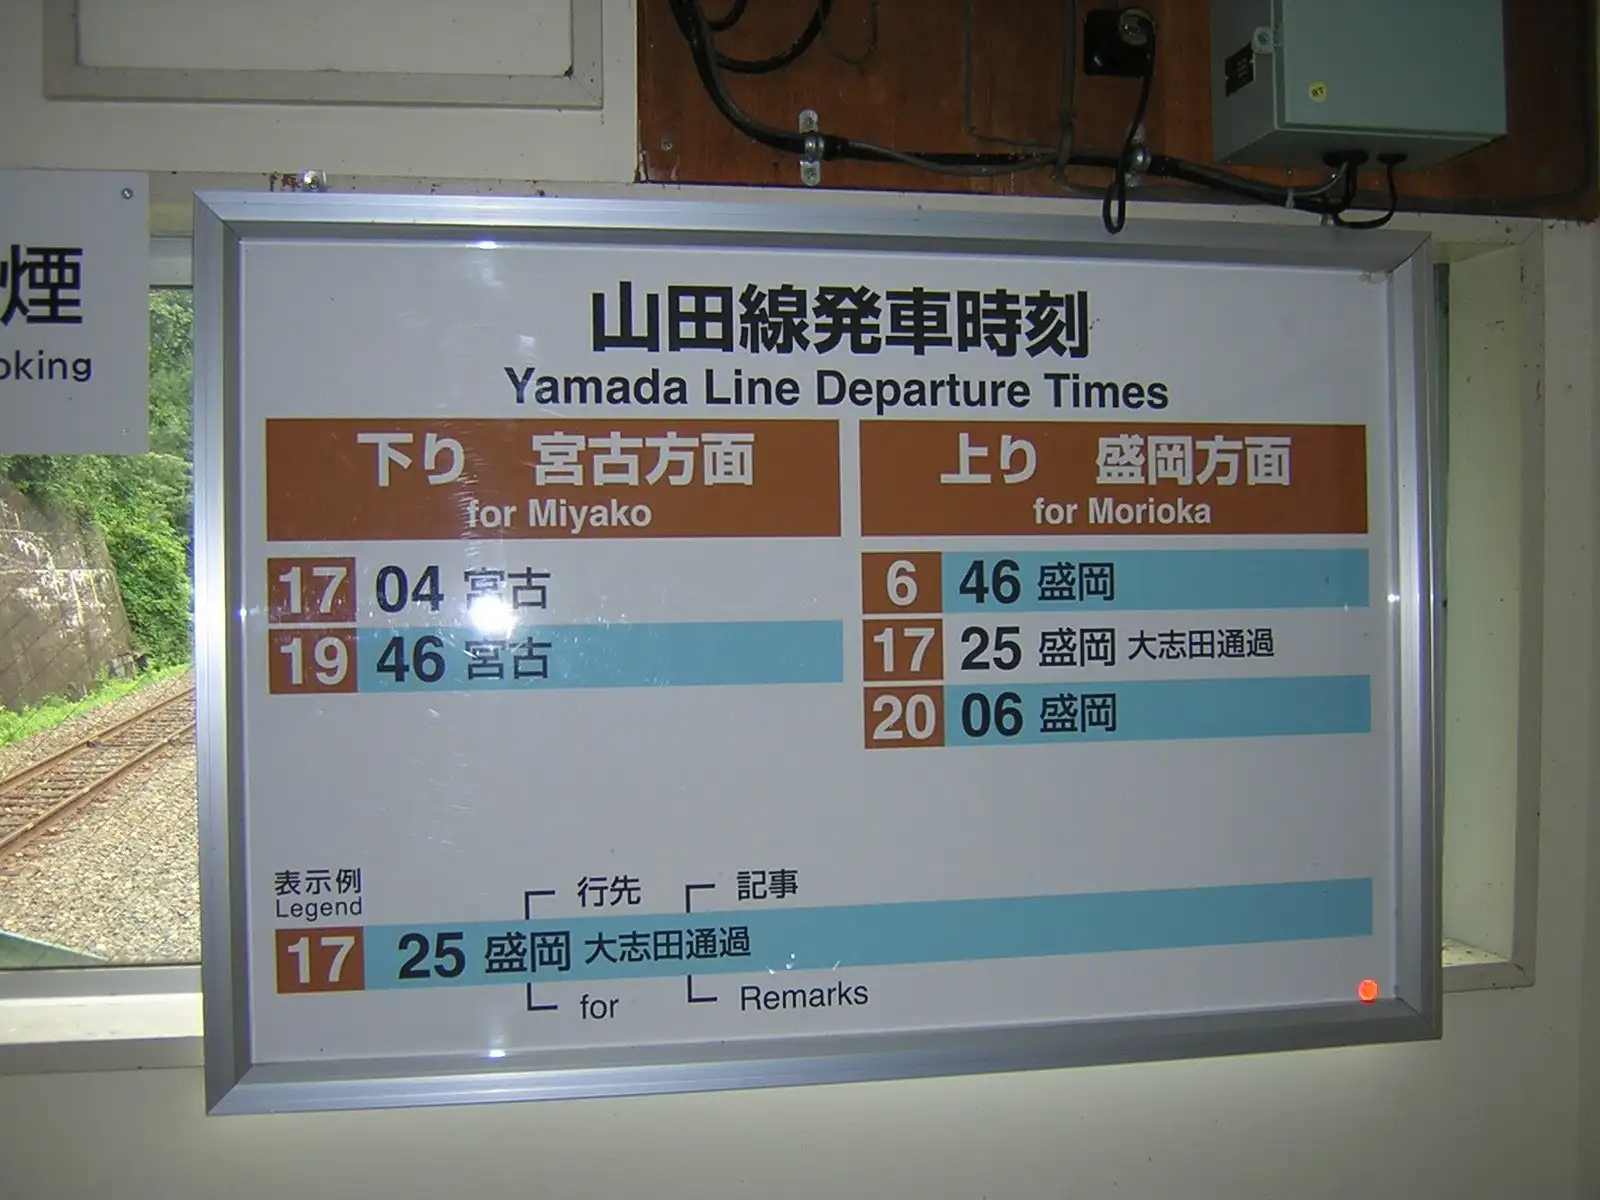 煙
oking
山田線発車時刻
Yamada Line Departure Times
下り 宮古方面
for Miyako
17 04 宮古
19 46 宮古
上り 盛岡方面
for Morioka
6 46 盛岡
17 25 盛岡 大志田通過
20 06 盛岡
表示例
Legend
行先 記事
17 25 盛岡 大志田通過
for Remarks